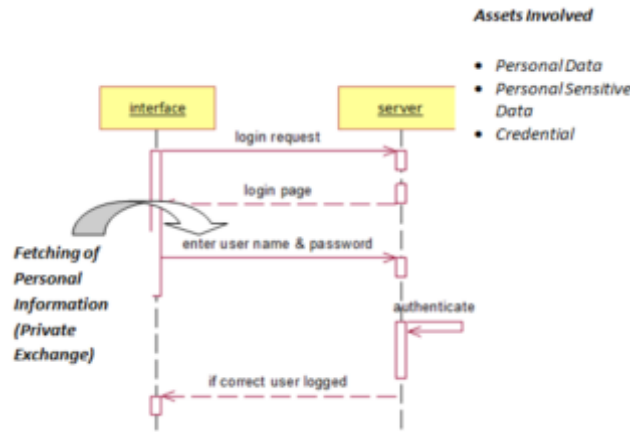 Assets Involved
• Personal Data
• Personal Sensitive
Data
• Credential
interface
server
login request
login page
enter user name & password
Fetching of
Personal
Information
(Private
Exchange)
authenticate
if correct user logged